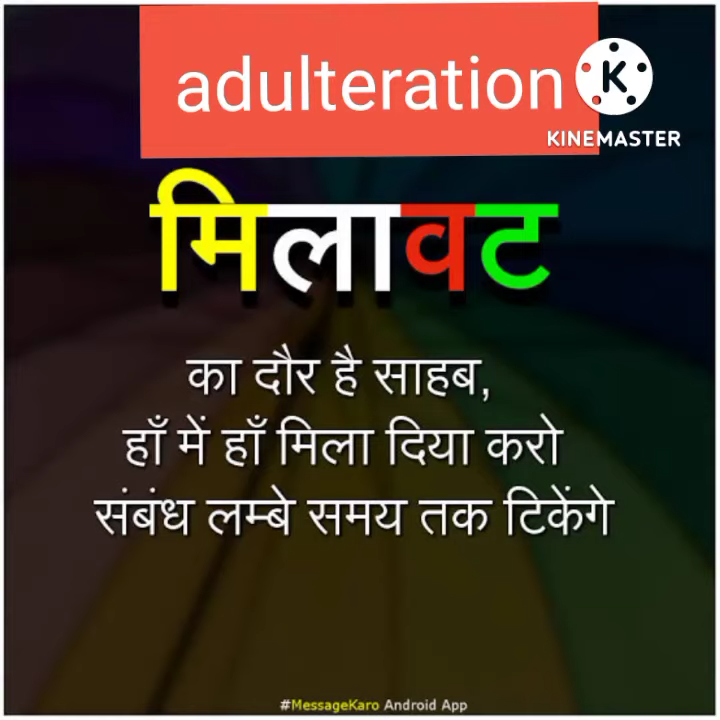 adulteration
K
KINEMASTER
मिलावट
का दौर है साहब,
हाँ में हाँ मिला दिया करो
संबंध लम्बे समय तक टिकेंगे
#MessageKaro Android App